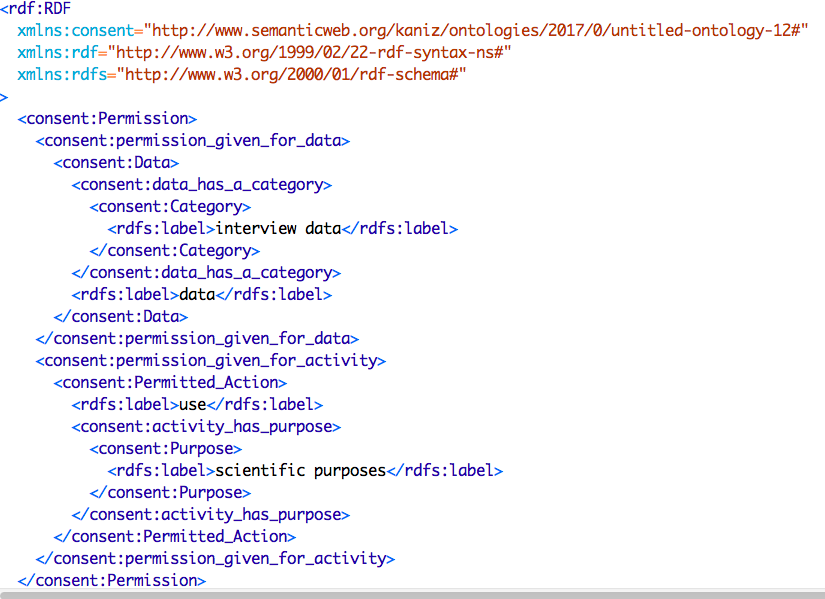 <rdf:RDF
xmlns:consent="http://www.semanticweb.org/kaniz/ontologies/2017/0/untitled-ontology-12#"
xmlns:rdf="http://www.w3.org/1999/02/22-rdf-syntax-ns#"
xmlns:rdfs="http://www.w3.org/2000/01/rdf-schema#"
>
<consent:Permission>
<consent:permission_given_for_data>
<consent:Data>
<consent:data_has_a_category>
<consent:Category>
<rdfs:label>interview data</rdfs:label>
</consent:Category>
</consent:data_has_a_category>
<rdfs:label>data</rdfs:label>
</consent:Data>
</consent:permission_given_for_data>
<consent:permission_given_for_activity>
<consent:Permitted_Action>
<rdfs:label>use</rdfs:label>
<consent:activity_has_purpose>
<consent:Purpose>
<rdfs:label>scientific purposes</rdfs:label>
</consent:Purpose>
</consent:activity_has_purpose>
</consent:Permitted_Action>
</consent:permission_given_for_activity>
</consent:Permission>